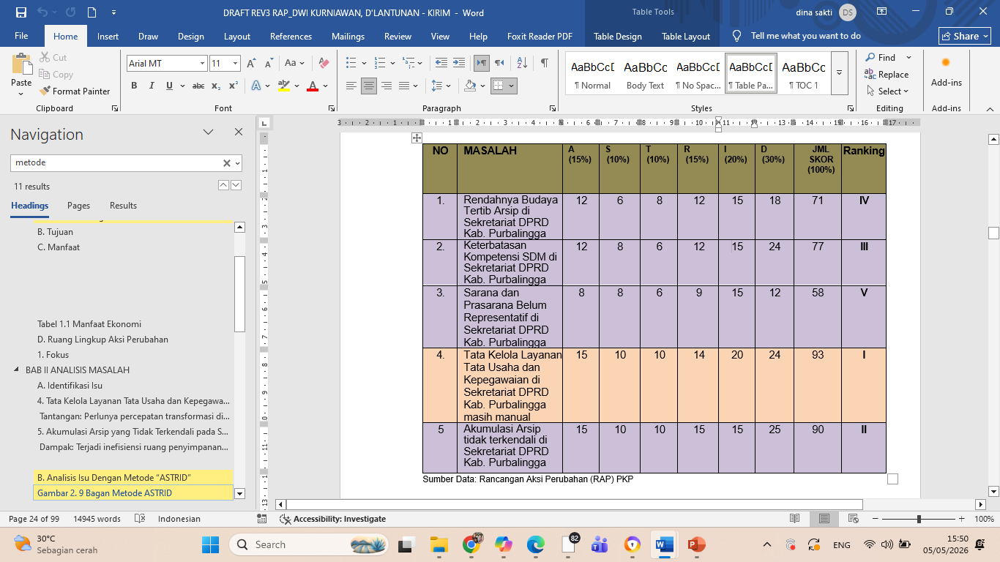 DRAFT REV3 RAP_DWI KURNIAWAN, D'LANTUNAN - KIRIM - Word
Table Tools
dina sakti
DS
File Home Insert Draw Design Layout References Mailings Review View Help Foxit Reader PDF Table Design Table Layout Tell me what you want to do Share
Paste
Cut
Copy
Format Painter
Clipboard
Arial MT 11
Font
Paragraph
AaBbCcD AaBbCc AaBbCcD AaBbCcD AaBbCc
¶ Normal Body Text ¶ No Spac... ¶ Table Pa... ¶ TOC 1
Styles
Find
Replace
Select
Editing
Add-ins
Add-ins
Navigation
metode
11 results
Headings Pages Results
B. Tujuan
C. Manfaat
Tabel 1.1 Manfaat Ekonomi
D. Ruang Lingkup Aksi Perubahan
1. Fokus
BAB II ANALISIS MASALAH
A. Identifikasi Isu
4. Tata Kelola Layanan Tata Usaha dan Kepegawa...
Tantangan: Perlunya percepatan transformasi di...
5. Akumulasi Arsip yang Tidak Terkendali pada S...
Dampak: Terjadi inefisiensi ruang penyimpanan...
B. Analisis Isu Dengan Metode “ASTRID”
Gambar 2. 9 Bagan Metode ASTRID
NO MASALAH A (15%) S (10%) T (10%) R (15%) I (20%) D (30%) JML SKOR (100%) Ranking
1. Rendahnya Budaya 12 6 8 12 15 18 71 IV
Tertib Arsip di
Sekretariat DPRD
Kab. Purbalingga
2. Keterbatasan 12 8 6 12 15 24 77 III
Kompetensi SDM di
Sekretariat DPRD
Kab. Purbalingga
3. Sarana dan 8 8 6 9 15 12 58 V
Prasarana Belum
Representatif di
Sekretariat DPRD
Kab. Purbalingga
4. Tata Kelola Layanan 15 10 10 14 20 24 93 I
Tata Usaha dan
Kepegawaian di
Sekretariat DPRD
Kab. Purbalingga
masih manual
5 Akumulasi Arsip 15 10 10 15 15 25 90 II
tidak terkendali di
Sekretariat DPRD
Kab. Purbalingga
Sumber Data: Rancangan Aksi Perubahan (RAP) PKP
Page 24 of 99 14945 words Indonesian Accessibility: Investigate 100%
30°C
Sebagian cerah
Search
82
ENG
15:50
05/05/2026